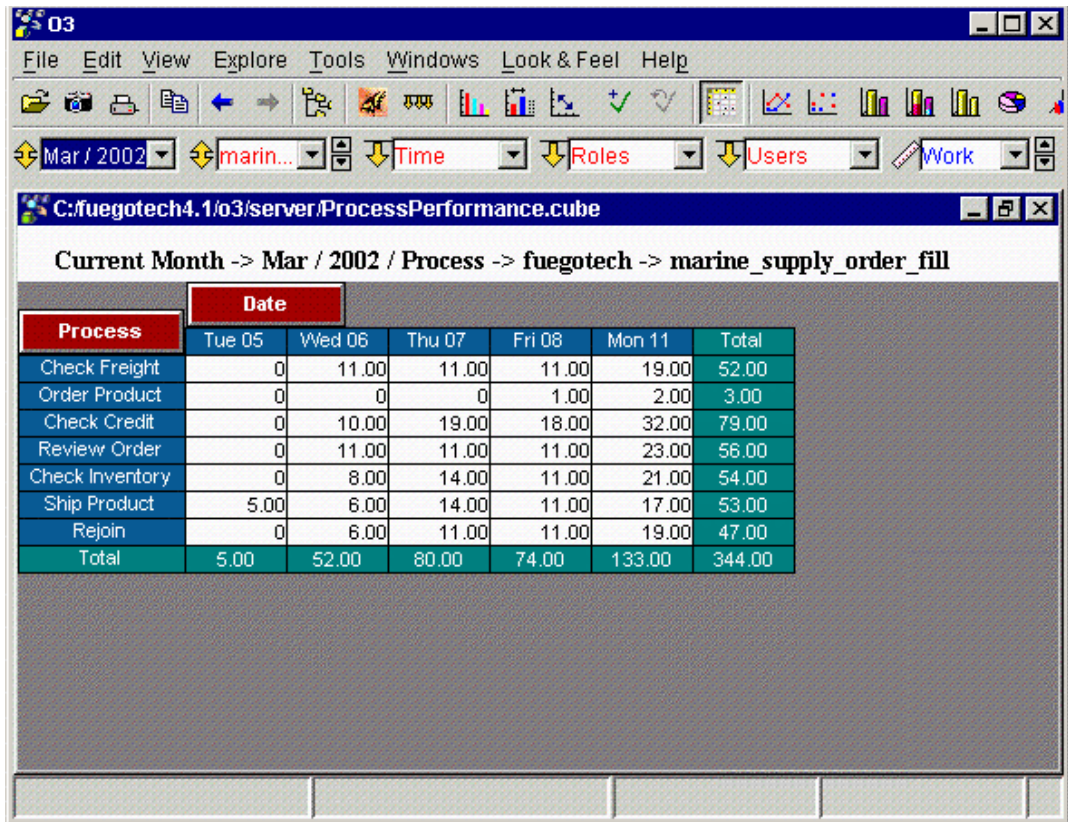 O3
File Edit View Explore Tools Windows Look & Feel Help
Mar / 2002 marin... Time Roles Users Work
C:/fuegotech4.1/o3/server/ProcessPerformance.cube
Current Month -> Mar / 2002 / Process -> fuegotech -> marine_supply_order_fill
Date
Process Tue 05 Wed 06 Thu 07 Fri 08 Mon 11 Total
Check Freight 0 11.00 11.00 11.00 19.00 52.00
Order Product 0 0 0 1.00 2.00 3.00
Check Credit 0 10.00 19.00 18.00 32.00 79.00
Review Order 0 11.00 11.00 11.00 23.00 56.00
Check Inventory 0 8.00 14.00 11.00 21.00 54.00
Ship Product 5.00 6.00 14.00 11.00 17.00 53.00
Rejoin 0 6.00 11.00 11.00 19.00 47.00
Total 5.00 52.00 80.00 74.00 133.00 344.00